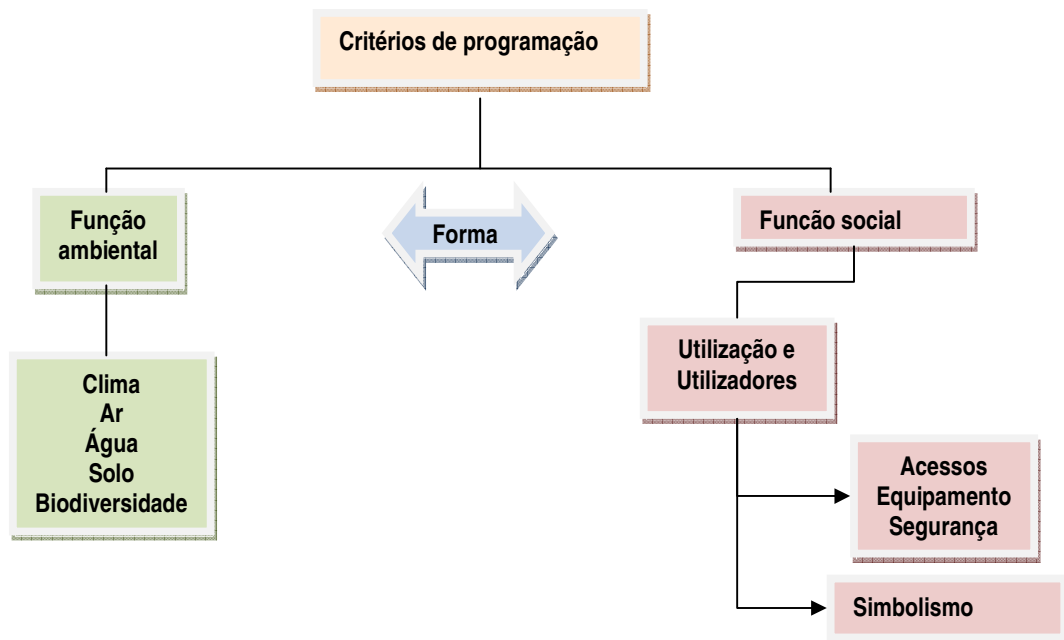 Critérios de programação
Função
ambiental
Forma
Funcão social
Clima
Ar
Água
Solo
Biodiversidade
Utilização e
Utilizadores
Acessos
Equipamento
Segurança
Simbolismo